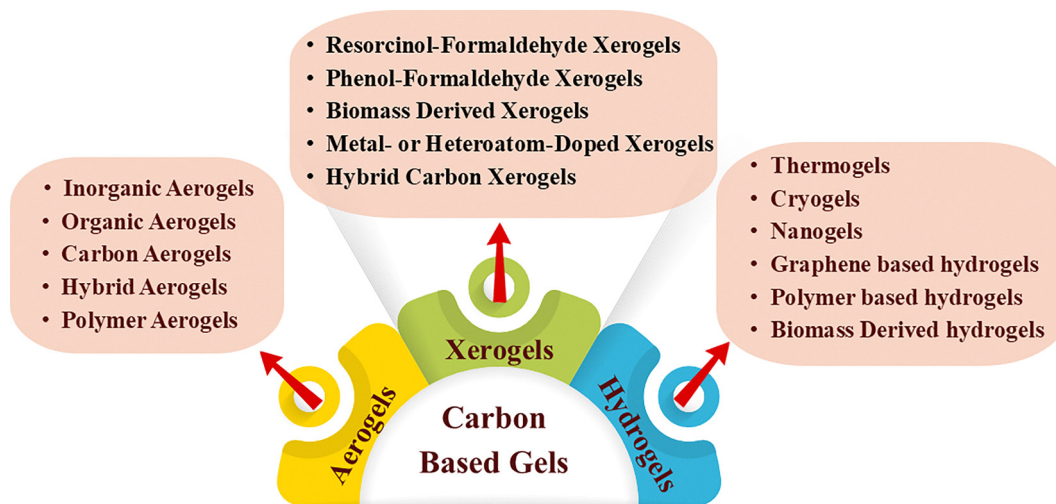 • Resorcinol-Formaldehyde Xerogels
• Phenol-Formaldehyde Xerogels
• Biomass Derived Xerogels
• Metal- or Heteroatom-Doped Xerogels
• Hybrid Carbon Xerogels
• Inorganic Aerogels
• Organic Aerogels
• Carbon Aerogels
• Hybrid Aerogels
• Polymer Aerogels
• Thermogels
• Cryogels
• Nanogels
• Graphene based hydrogels
• Polymer based hydrogels
• Biomass Derived hydrogels
Aerogels
Xerogels
Hydrogels
Carbon
Based Gels